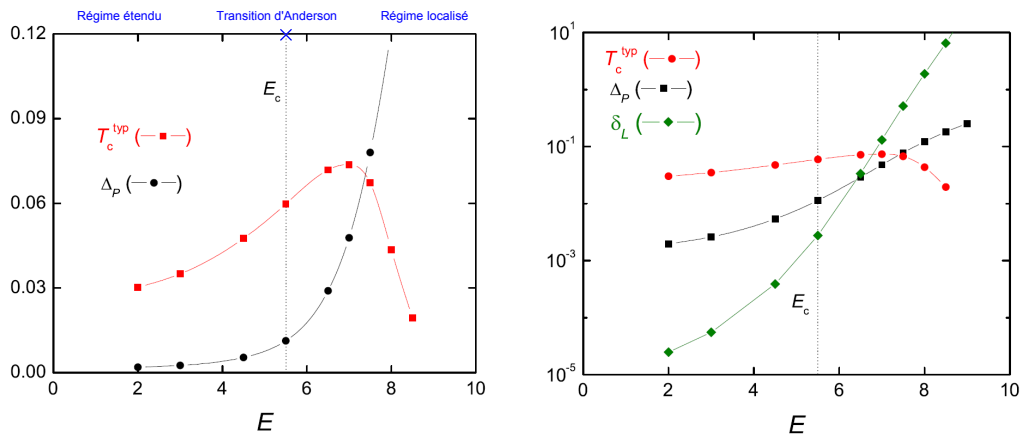 Régime étendu Transition d'Anderson Régime localisé
0.12
0.09
0.06
0.03
0.00
E_c
T_c^typ (—■—)
Δ_P (—●—)
0 2 4 6 8 10
E
10^1
10^-1
10^-3
10^-5
T_c^typ (—●—)
Δ_P (—■—)
δ_L (—◆—)
E_c
0 2 4 6 8 10
E